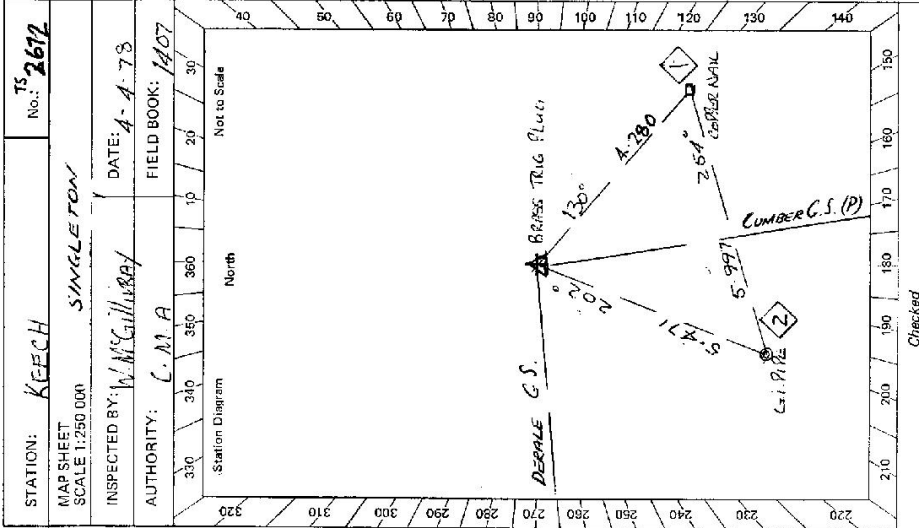 STATION: KEECH
TS
No.: 2612
MAP SHEET
SCALE 1:250 000 SINGLETON
INSPECTED BY: W. McGillivray DATE: 4-4-78
AUTHORITY: C.M.A FIELD BOOK: 1407
330 340 350 360 10 20 30
Station Diagram North Not to Scale
320 310 300 290 280 270 260 250 240 230 220
40 50 60 70 80 90 100 110 120 130 140
BRASS TRIG PLUG
DERALE G.S.
130°
4.280
1
COPPER NAIL
254°
5.997
202°
5.471
2
G.I. PIPE
CUMBER G.S. (P)
210 200 190 180 170 160 150
Checked